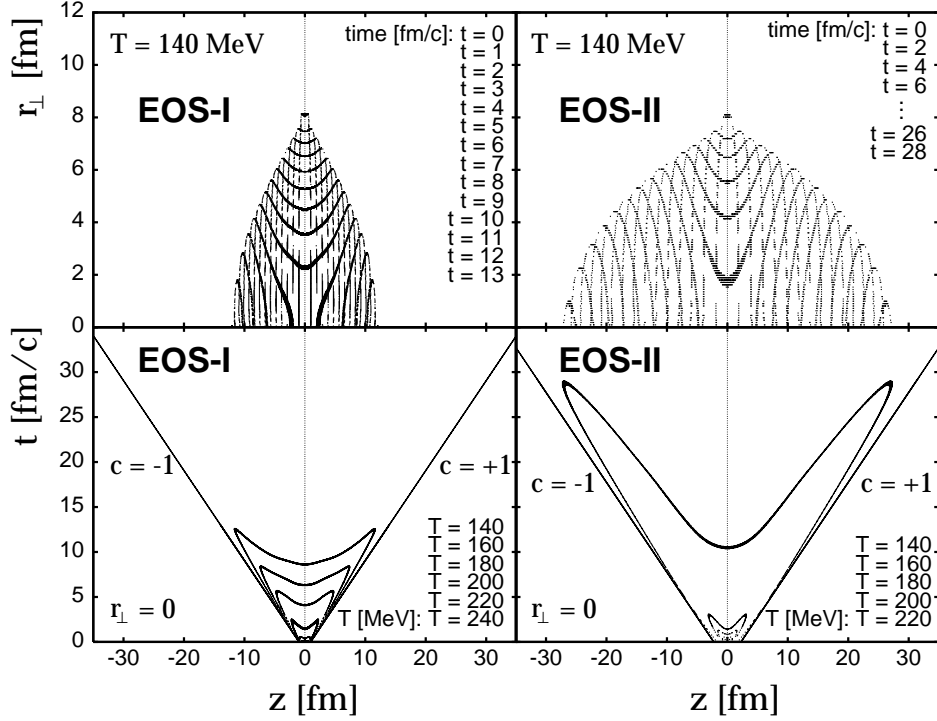 T = 140 MeV
time [fm/c]: t = 0
t = 1
t = 2
t = 3
t = 4
t = 5
t = 6
t = 7
t = 8
t = 9
t = 10
t = 11
t = 12
t = 13
EOS-I
r⊥ [fm]
12
10
8
6
4
2
0
T = 140 MeV
time [fm/c]: t = 0
t = 2
t = 4
t = 6
⋮
t = 26
t = 28
EOS-II
EOS-I
c = -1
c = +1
r⊥ = 0
T = 140
T = 160
T = 180
T = 200
T = 220
T [MeV]: T = 240
t [fm/c]
30
25
20
15
10
5
0
-30 -20 -10 0 10 20 30
z [fm]
EOS-II
c = -1
c = +1
r⊥ = 0
T = 140
T = 160
T = 180
T = 200
T [MeV]: T = 220
-30 -20 -10 0 10 20 30
z [fm]